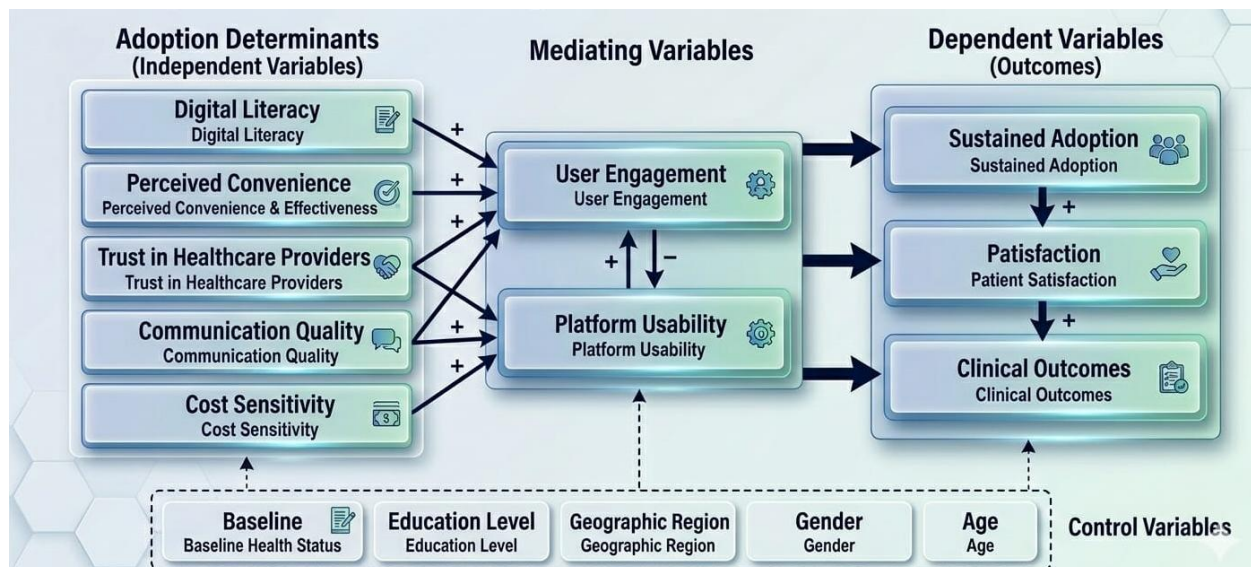 Adoption Determinants
(Independent Variables)
Mediating Variables
Dependent Variables
(Outcomes)
Digital Literacy
Digital Literacy
Perceived Convenience
Perceived Convenience & Effectiveness
Trust in Healthcare Providers
Trust in Healthcare Providers
Communication Quality
Communication Quality
Cost Sensitivity
Cost Sensitivity
+
+
+
+
+
User Engagement
User Engagement
+
−
Platform Usability
Platform Usability
Sustained Adoption
Sustained Adoption
+
Patisfaction
Patient Satisfaction
+
Clinical Outcomes
Clinical Outcomes
Baseline
Baseline Health Status
Education Level
Education Level
Geographic Region
Geographic Region
Gender
Gender
Age
Age
Control Variables
$